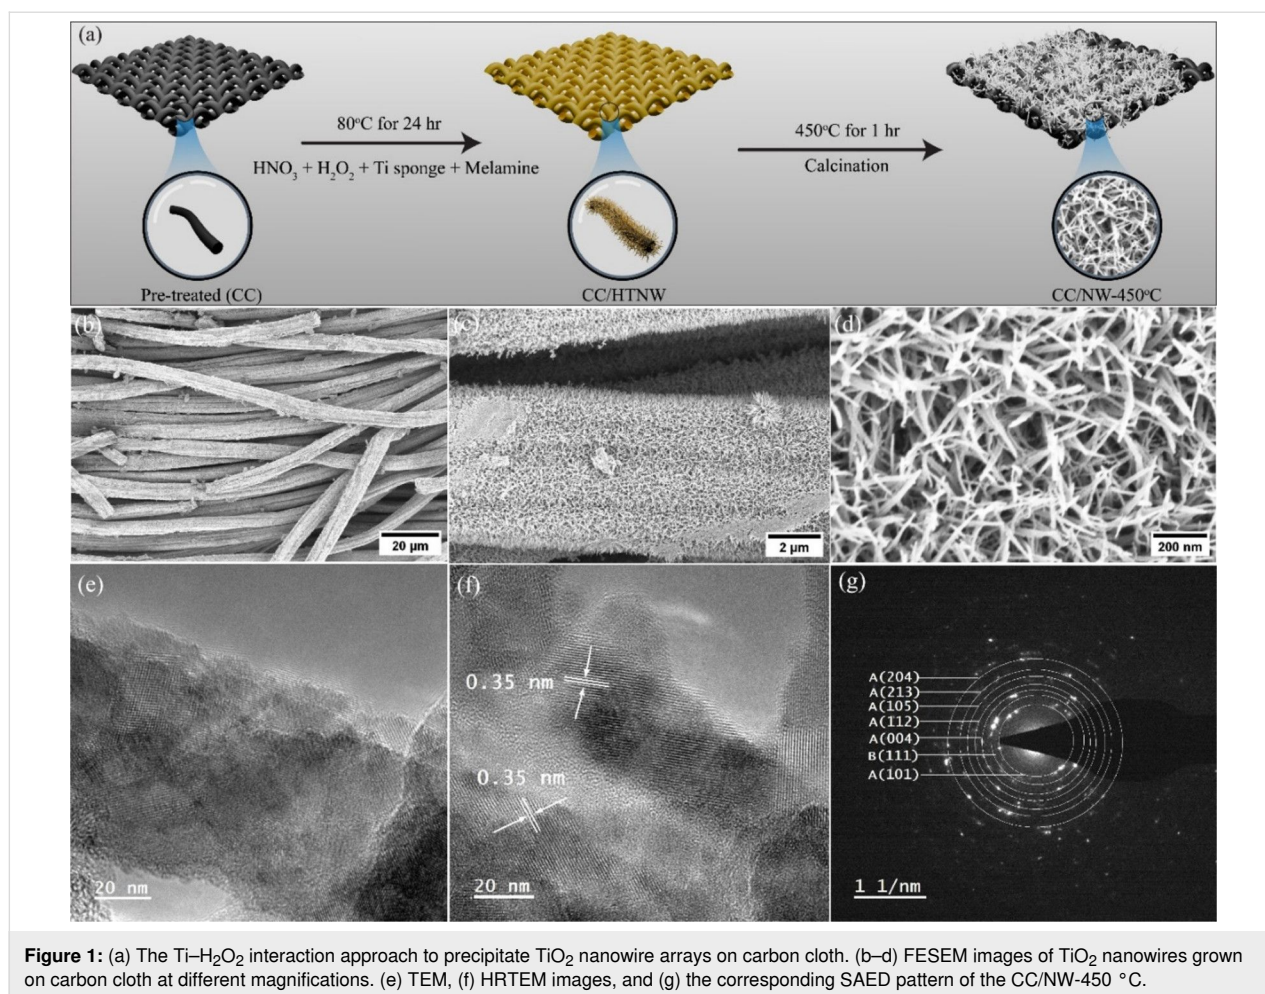 (a)
80°C for 24 hr
HNO₃ + H₂O₂ + Ti sponge + Melamine
450°C for 1 hr
Calcination
Pre-treated (CC)
CC/HTNW
CC/NW-450°C
(b)
20 µm
(c)
2 µm
(d)
200 nm
(e)
20 nm
(f)
0.35 nm
0.35 nm
20 nm
(g)
A(204)
A(213)
A(105)
A(112)
A(004)
B(111)
A(101)
1 1/nm
Figure 1: (a) The Ti–H₂O₂ interaction approach to precipitate TiO₂ nanowire arrays on carbon cloth. (b–d) FESEM images of TiO₂ nanowires grown
on carbon cloth at different magnifications. (e) TEM, (f) HRTEM images, and (g) the corresponding SAED pattern of the CC/NW-450 °C.